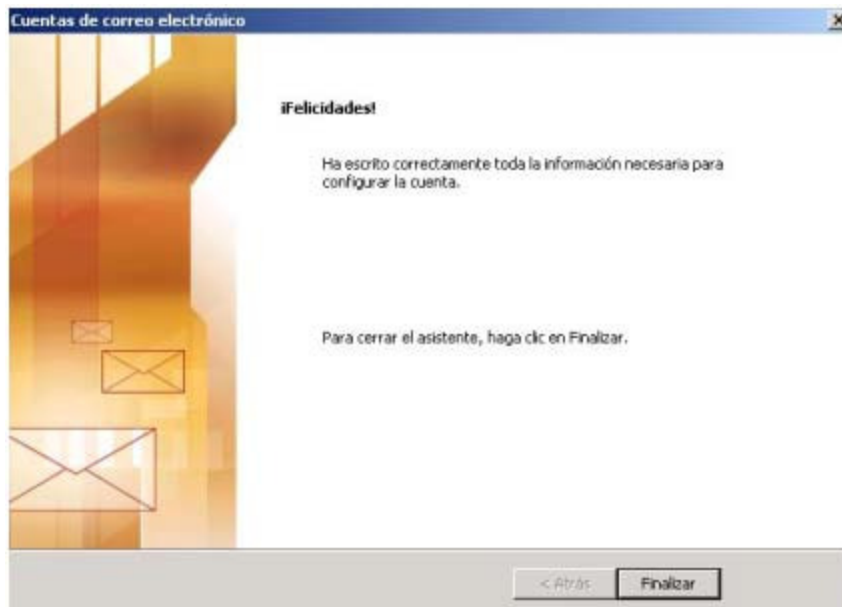 Cuentas de correo electrónico
¡Felicidades!
Ha escrito correctamente toda la información necesaria para
configurar la cuenta.
Para cerrar el asistente, haga clic en Finalizar.
< Atrás
Finalizar